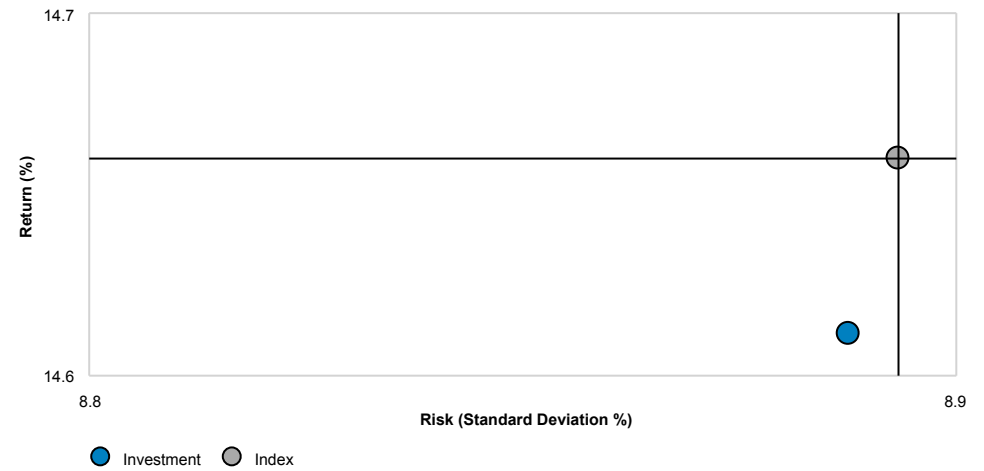 14.7
Return (%)
14.6
8.8
8.9
Risk (Standard Deviation %)
Investment
Index